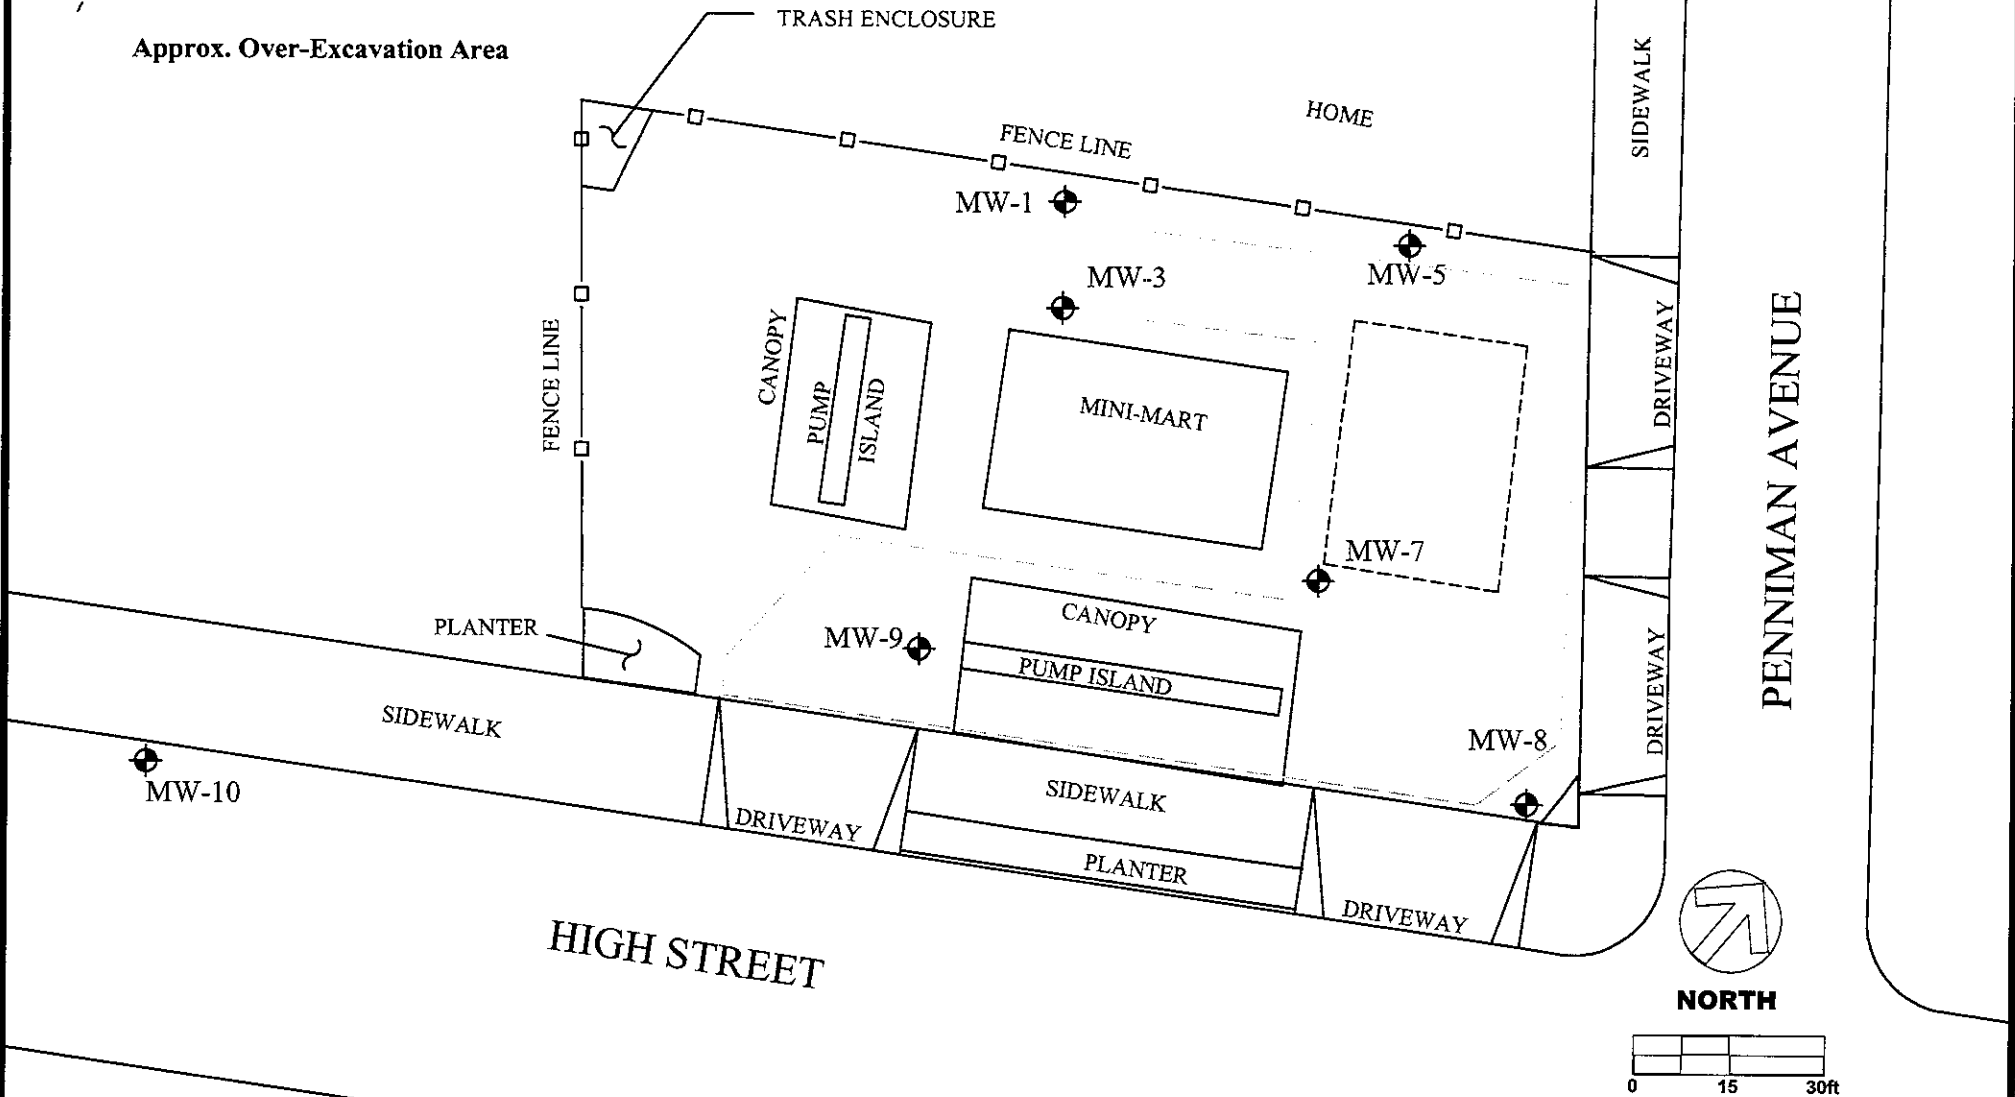 TRASH ENCLOSURE
Approx. Over-Excavation Area
HOME
SIDEWALK
FENCE LINE
MW-1
MW-5
MW-3
CANOPY
PUMP
ISLAND
FENCE LINE
MINI-MART
DRIVEWAY
PENNIMAN AVENUE
MW-7
CANOPY
PLANTER
MW-9
PUMP ISLAND
DRIVEWAY
SIDEWALK
MW-8
MW-10
SIDEWALK
DRIVEWAY
PLANTER
DRIVEWAY
HIGH STREET
NORTH
0 15 30ft